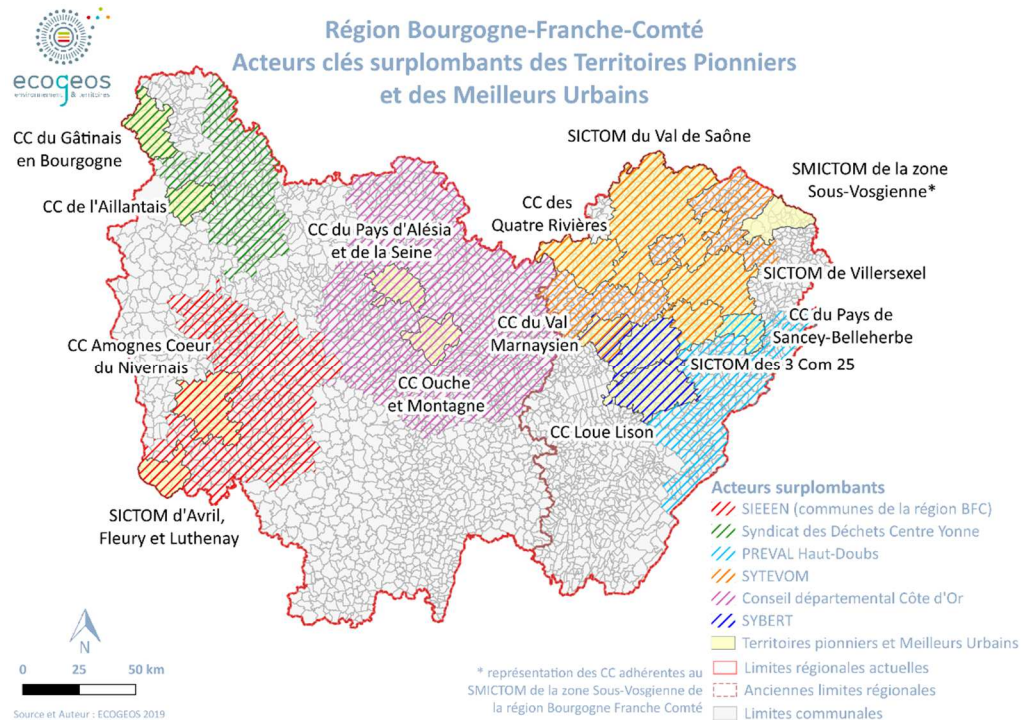 Région Bourgogne-Franche-Comté
Acteurs clés surplombants des Territoires Pionniers
et des Meilleurs Urbains
ecogeos
environnement & territoires
CC du Gâtinais
en Bourgogne
SICTOM du Val de Saône
SMICTOM de la zone
Sous-Vosgienne*
CC de l'Aillantais
CC des
Quatre Rivières
CC du Pays d'Alésia
et de la Seine
SICTOM de Villersexel
CC du Pays de
Sancey-Belleherbe
CC du Val
Marnaysien
CC Amognes Coeur
du Nivernais
SICTOM des 3 Com 25
CC Ouche
et Montagne
CC Loue Lison
SICTOM d'Avril,
Fleury et Luthenay
Acteurs surplombants
SIEEEN (communes de la région BFC)
Syndicat des Déchets Centre Yonne
PREVAL Haut-Doubs
SYTEVOM
Conseil départemental Côte d'Or
SYBERT
Territoires pionniers et Meilleurs Urbains
Limites régionales actuelles
Anciennes limites régionales
Limites communales
N
0 25 50 km
* représentation des CC adhérentes au
SMICTOM de la zone Sous-Vosgienne de
la région Bourgogne Franche Comté
Source et Auteur : ECOGEOS 2019